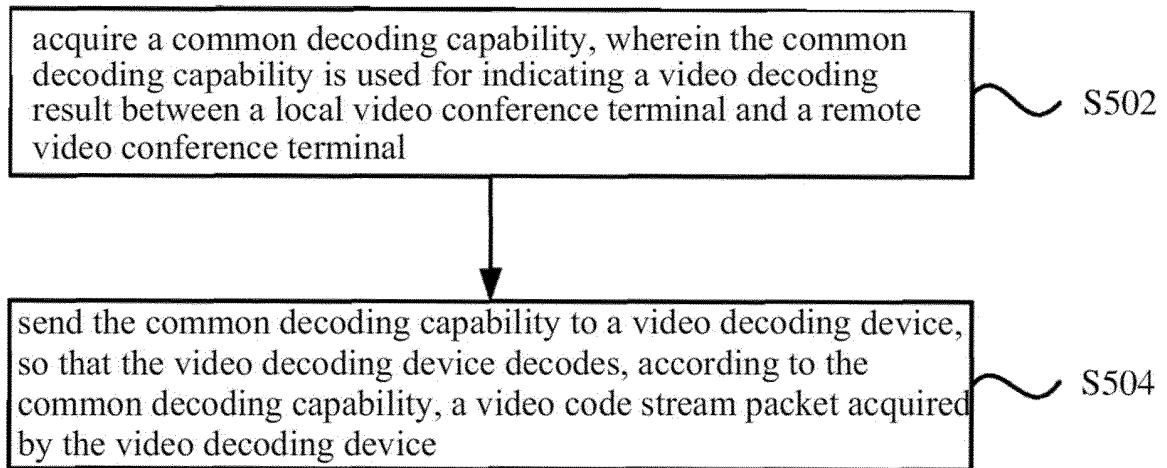 acquire a common decoding capability, wherein the common
decoding capability is used for indicating a video decoding
result between a local video conference terminal and a remote
video conference terminal
S502
send the common decoding capability to a video decoding device,
so that the video decoding device decodes, according to the
common decoding capability, a video code stream packet acquired
by the video decoding device
S504